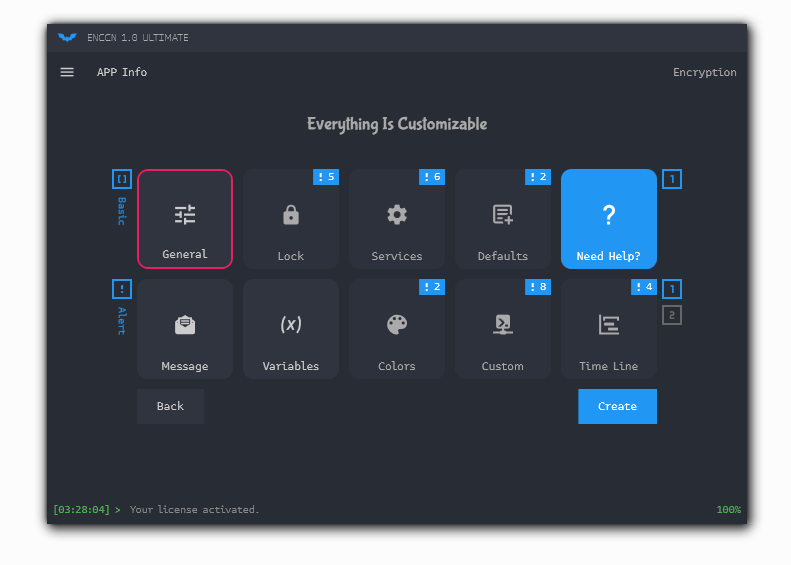 ENCCN 1.0 ULTIMATE
APP Info
Encryption
Everything Is Customizable
[]
Basic
General
! 5
Lock
! 6
Services
! 2
Defaults
?
Need Help?
1
!
Alert
Message
(x)
Variables
! 2
Colors
! 8
Custom
! 4
Time Line
1
2
Back
Create
[03:28:04] > Your license activated.
100%